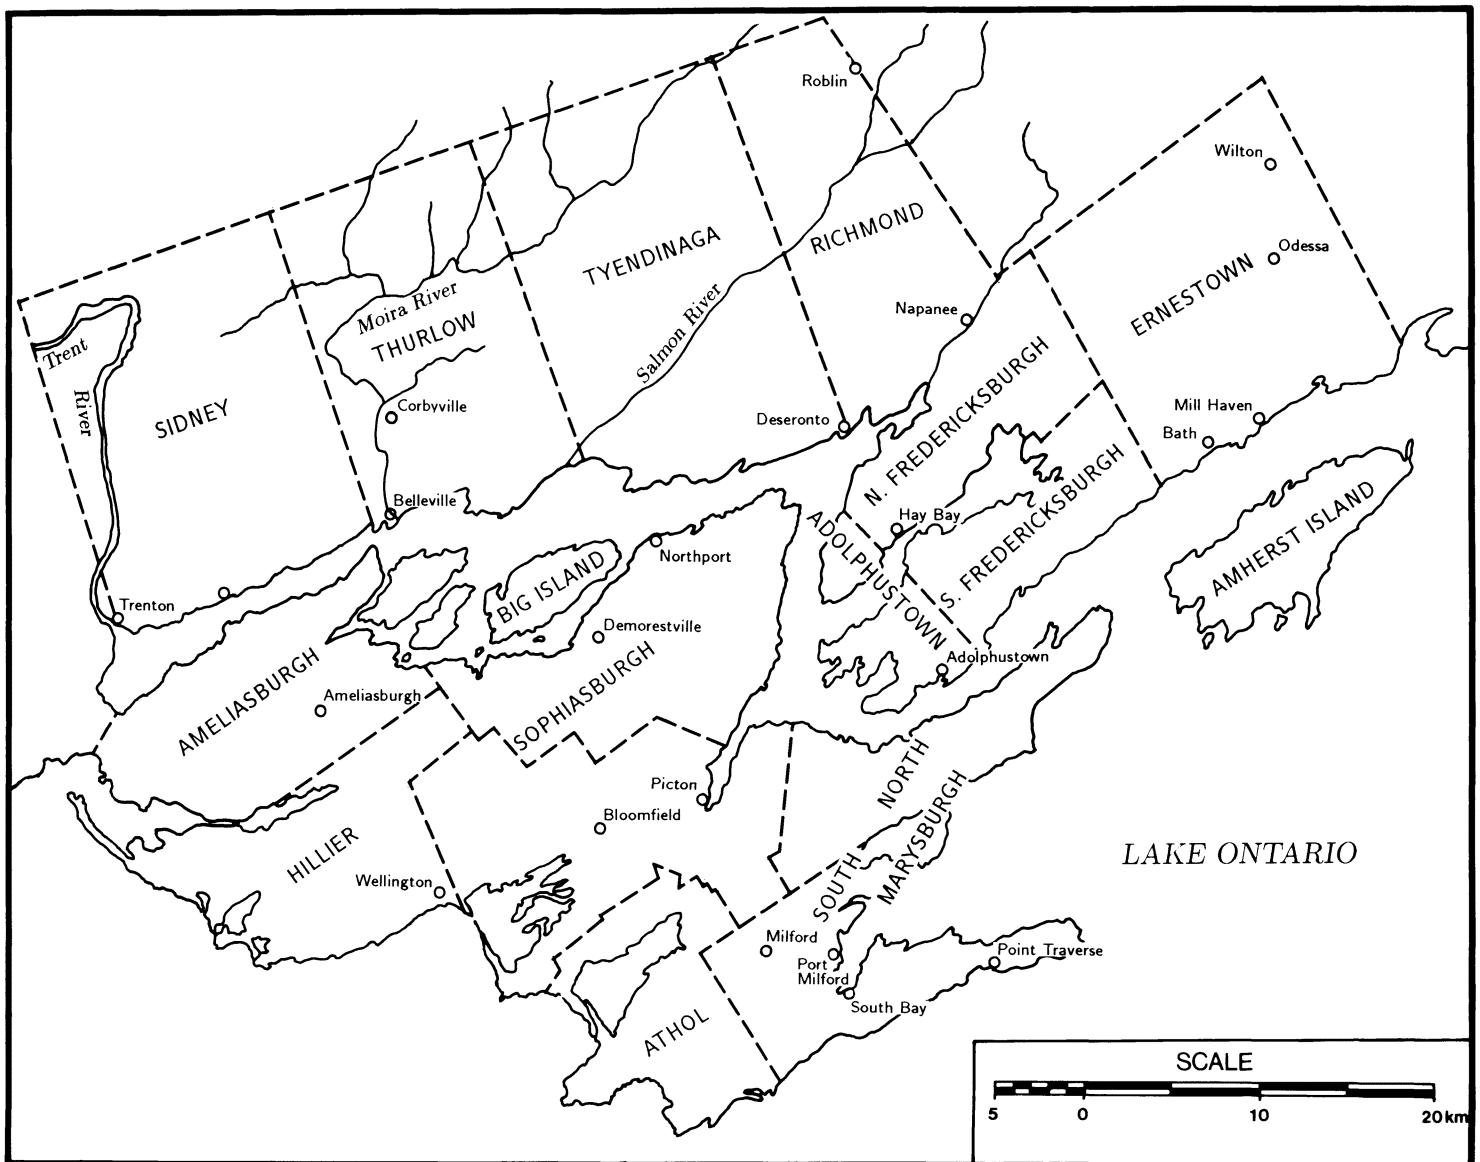 Roblin
Wilton
Odessa
RICHMOND
TYENDINAGA
ERNESTOWN
Moira River
THURLOW
Salmon River
Napanee
Trent
River
SIDNEY
Corbyville
Deseronto
N. FREDERICKSBURGH
Mill Haven
Bath
Belleville
Hay Bay
S. FREDERICKSBURGH
ADOLPHUSTOWN
AMHERST ISLAND
Northport
BIG ISLAND
Trenton
Demorestville
Adolphustown
AMELIASBURGH
Ameliasburgh
SOPHIASBURGH
Picton
Bloomfield
NORTH
SOUTH
MARYSBURGH
HILLIER
Wellington
LAKE ONTARIO
Milford
Port
Milford
Point Traverse
South Bay
ATHOL
SCALE
5 0 10 20 km